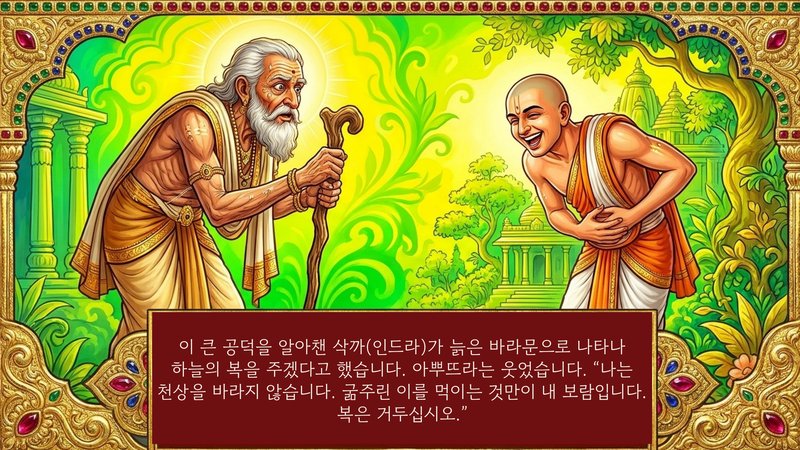 이 큰 공덕을 알아챈 삭까(인드라)가 늙은 바라문으로 나타나
하늘의 복을 주겠다고 했습니다. 아뿌뜨라는 웃었습니다. “나는
천상을 바라지 않습니다. 굶주린 이를 먹이는 것만이 내 보람입니다.
복은 거두십시오.”